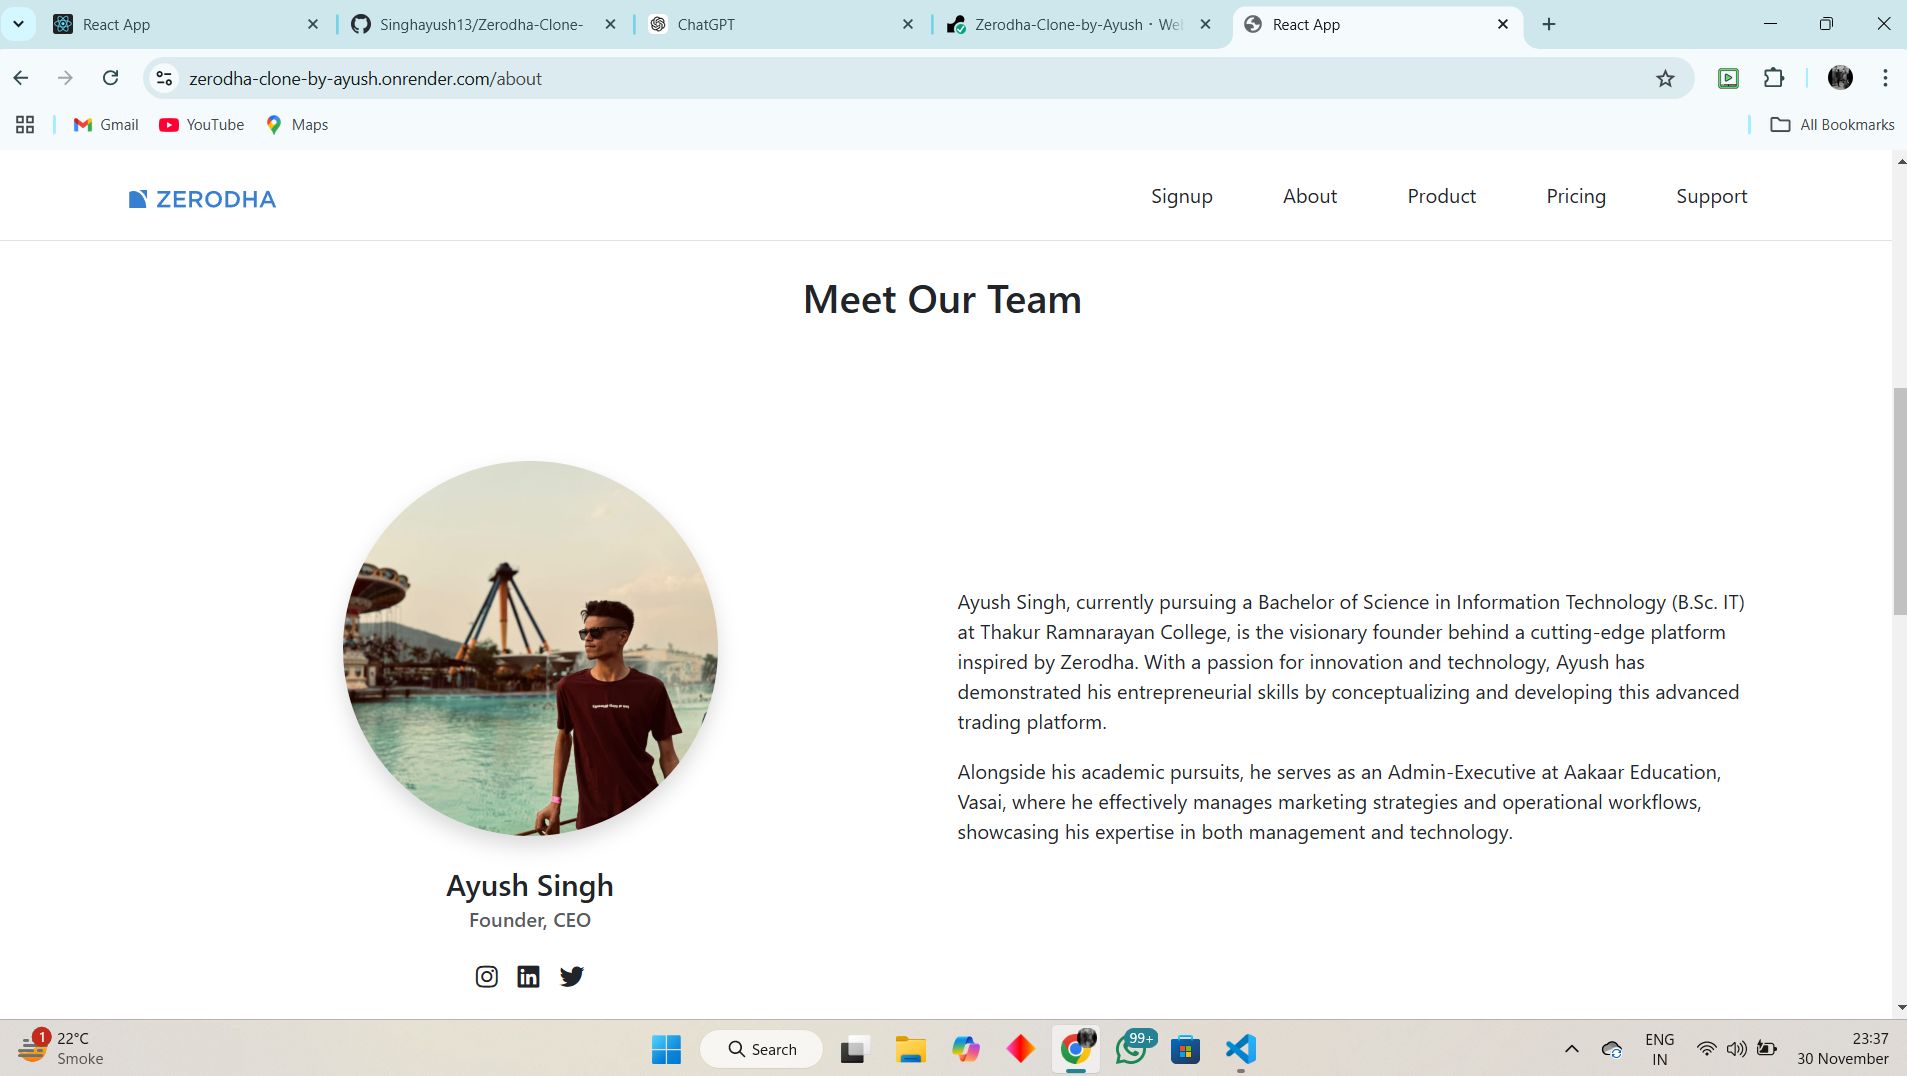 React App
Singhayush13/Zerodha-Clone-
ChatGPT
Zerodha-Clone-by-Ayush · We
React App
zerodha-clone-by-ayush.onrender.com/about
Gmail
YouTube
Maps
All Bookmarks
ZERODHA
Signup
About
Product
Pricing
Support
Meet Our Team
Ayush Singh, currently pursuing a Bachelor of Science in Information Technology (B.Sc. IT)
at Thakur Ramnarayan College, is the visionary founder behind a cutting-edge platform
inspired by Zerodha. With a passion for innovation and technology, Ayush has
demonstrated his entrepreneurial skills by conceptualizing and developing this advanced
trading platform.
Alongside his academic pursuits, he serves as an Admin-Executive at Aakaar Education,
Vasai, where he effectively manages marketing strategies and operational workflows,
showcasing his expertise in both management and technology.
Ayush Singh
Founder, CEO
1
22°C
Smoke
Search
99+
ENG
IN
23:37
30 November